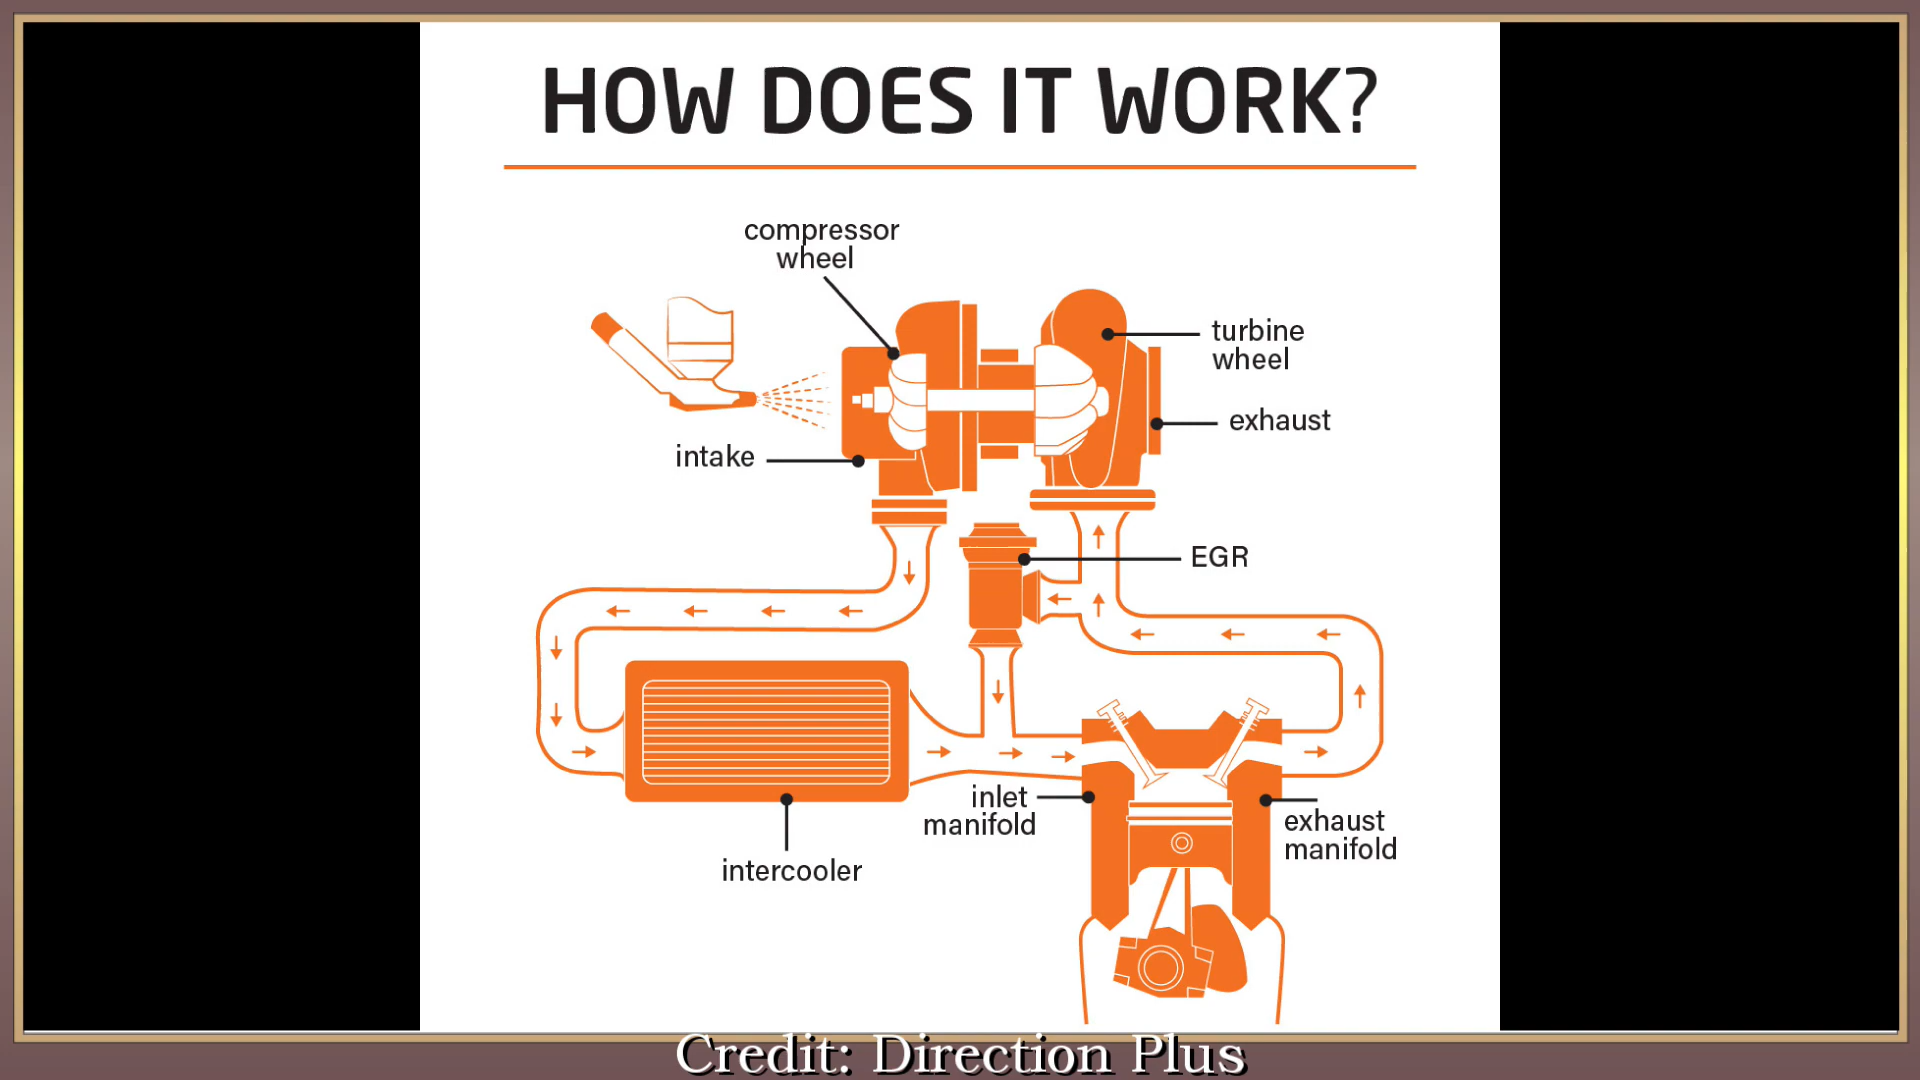 HOW DOES IT WORK?
compressor
wheel
turbine
wheel
exhaust
intake
EGR
inlet
manifold
exhaust
manifold
intercooler
Credit: Direction Plus